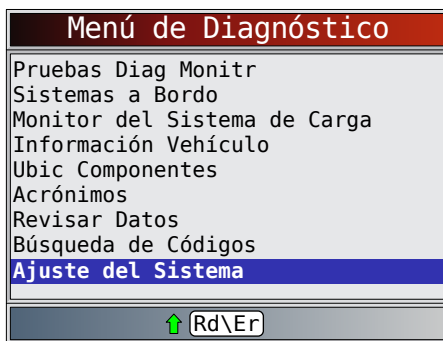 Menú de Diagnóstico
Pruebas Diag Monitr
Sistemas a Bordo
Monitor del Sistema de Carga
Información Vehículo
Ubic Componentes
Acrónimos
Revisar Datos
Búsqueda de Códigos
Ajuste del Sistema
Rd\Er